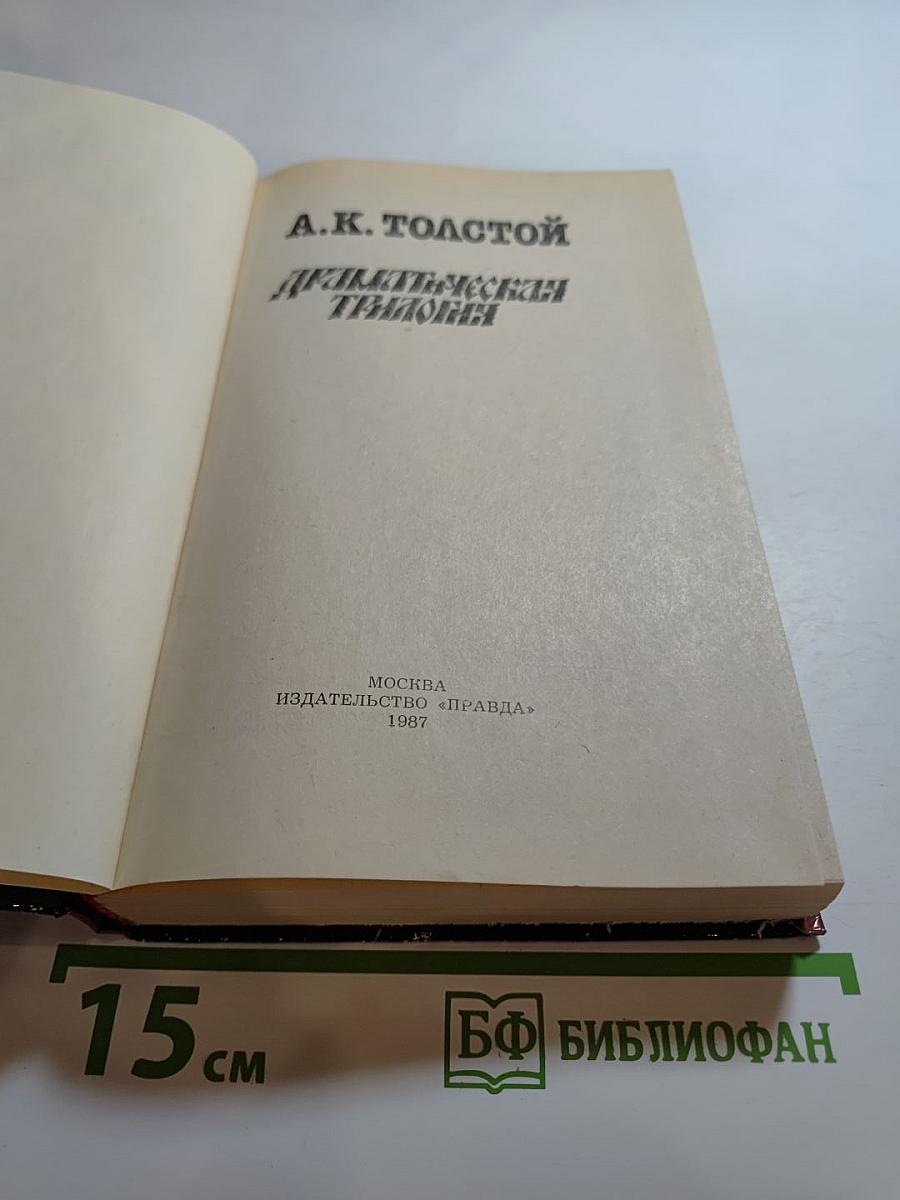 А.К. ТОЛСТОЙ
ДРАМАТИЧЕСКАЯ
ТРИЛОГИЯ
МОСКВА
ИЗДАТЕЛЬСТВО «ПРАВДА»
1987
15 см
БФ БИБЛИОФАН